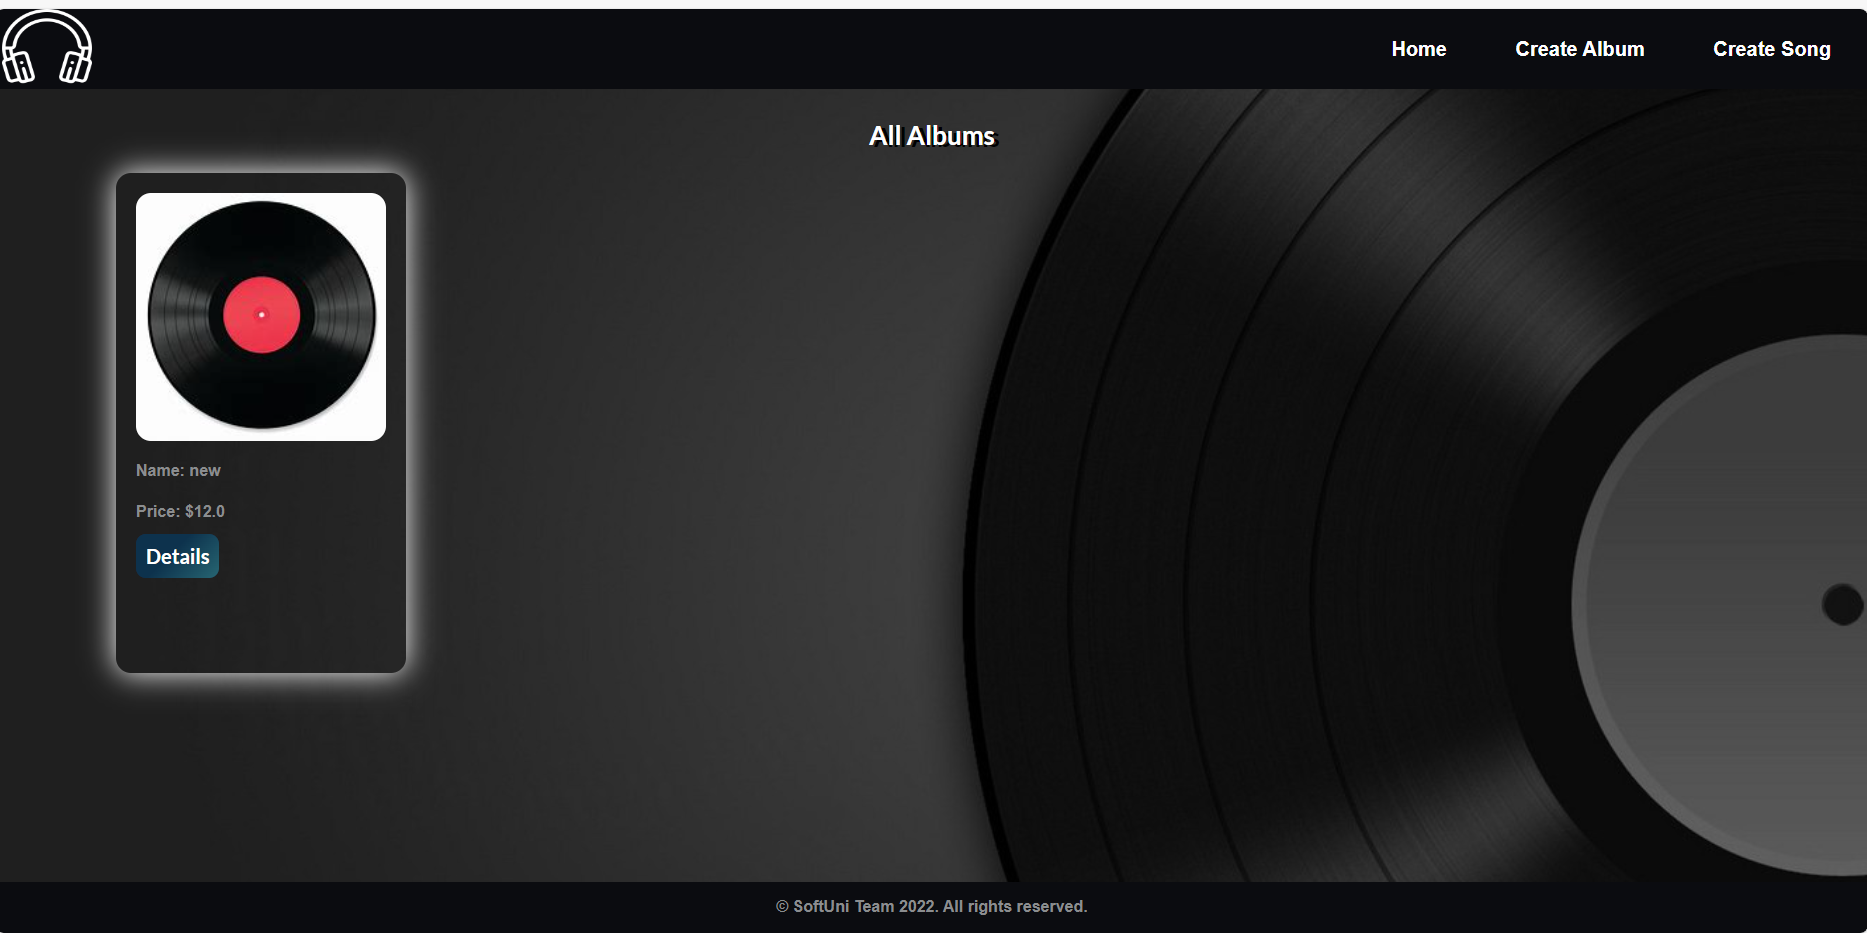 Home Create Album Create Song
All Albums
Name: new
Price: $12.0
Details
© SoftUni Team 2022. All rights reserved.